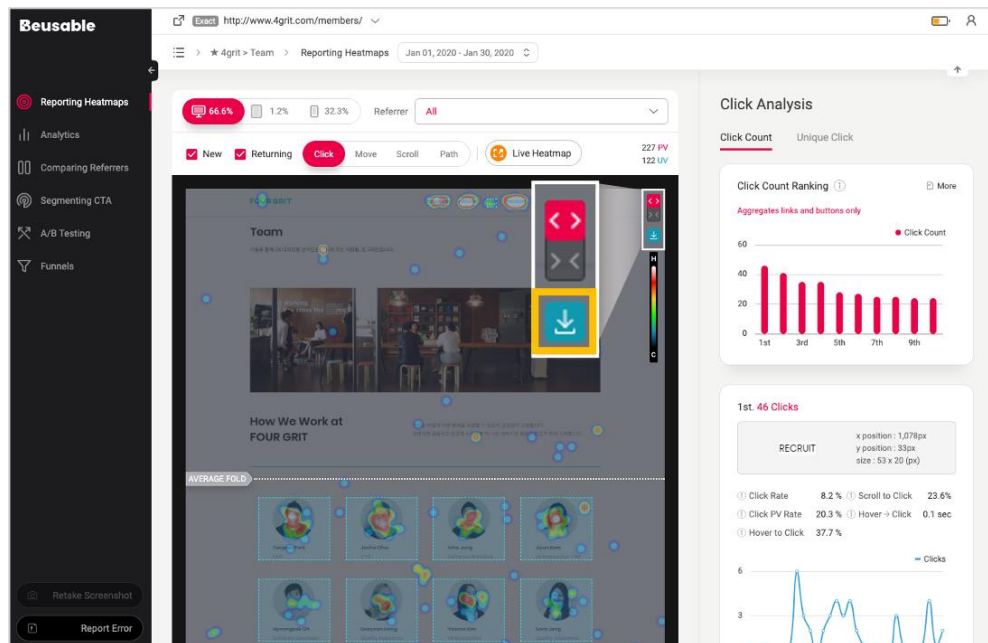 Beusable
Exact http://www.4grit.com/members/
★ 4grit > Team > Reporting Heatmaps Jan 01, 2020 - Jan 30, 2020
Reporting Heatmaps
Analytics
Comparing Referrers
Segmenting CTA
A/B Testing
Funnels
Retake Screenshot
Report Error
66.6% 1.2% 32.3% Referrer All
New Returning Click Move Scroll Path Live Heatmap
227 PV
122 UV
FOUR GRIT
Team
H
C
How We Work at
FOUR GRIT
AVERAGE FOLD
Click Analysis
Click Count Unique Click
Click Count Ranking More
Aggregates links and buttons only
Click Count
60
40
20
0
1st 3rd 5th 7th 9th
1st. 46 Clicks
RECRUIT
x position : 1,078px
y position : 33px
size : 53 x 20 (px)
Click Rate 8.2 % Scroll to Click 23.6%
Click PV Rate 20.3 % Hover → Click 0.1 sec
Hover to Click 37.7 %
Clicks
6
3